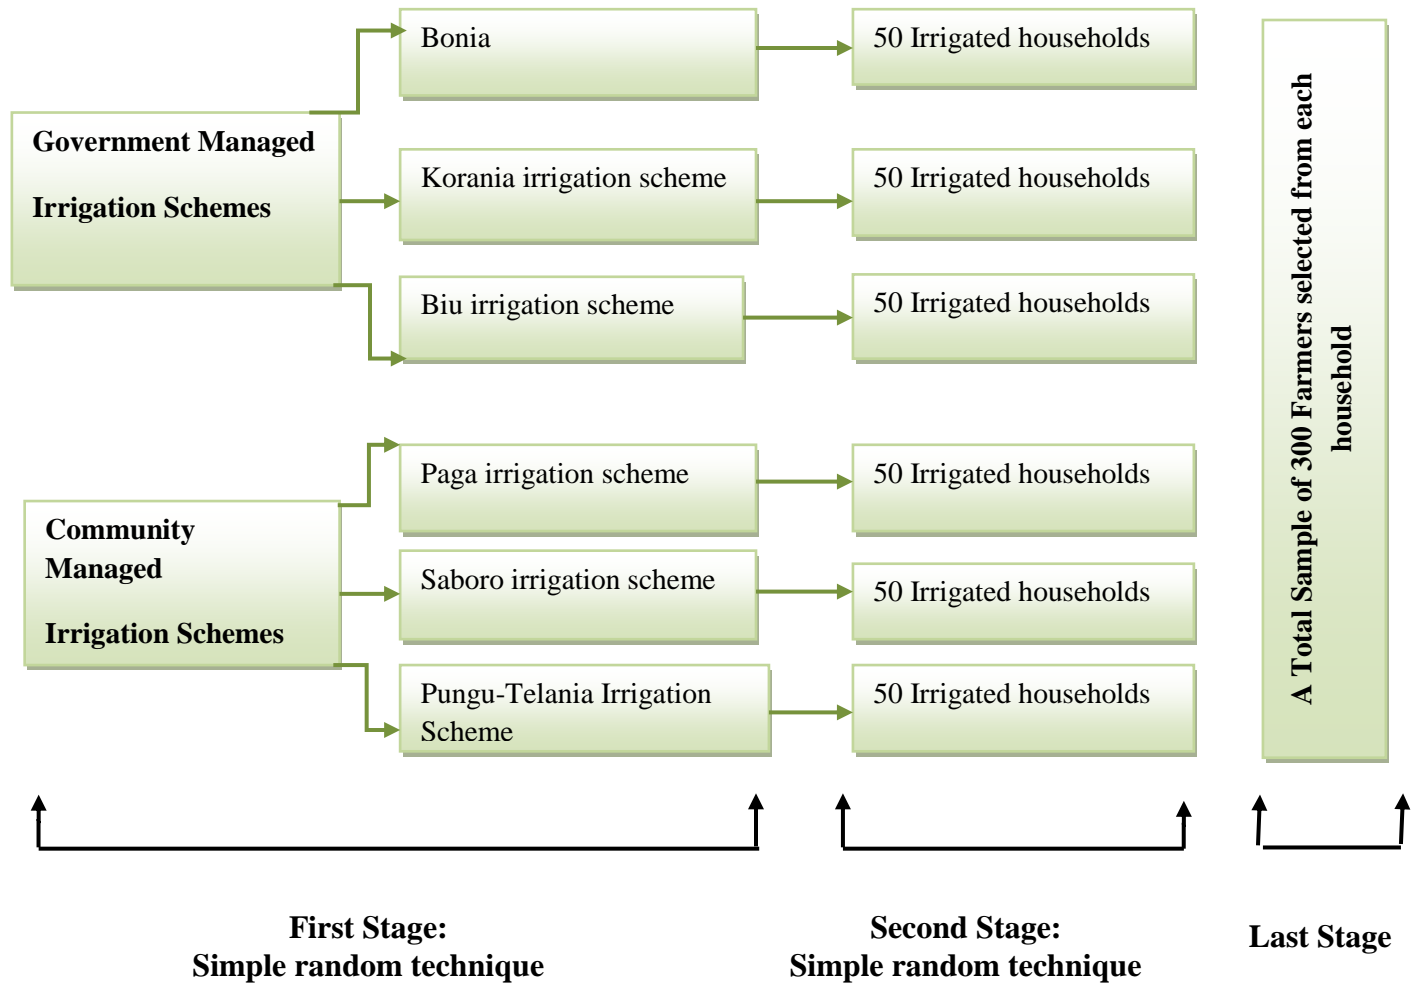 Government Managed
Irrigation Schemes
Bonia
50 Irrigated households
Korania irrigation scheme
50 Irrigated households
Biu irrigation scheme
50 Irrigated households
Community
Managed
Irrigation Schemes
Paga irrigation scheme
50 Irrigated households
Saboro irrigation scheme
50 Irrigated households
Pungu-Telania Irrigation
Scheme
50 Irrigated households
A Total Sample of 300 Farmers selected from each
household
First Stage:
Simple random technique
Second Stage:
Simple random technique
Last Stage